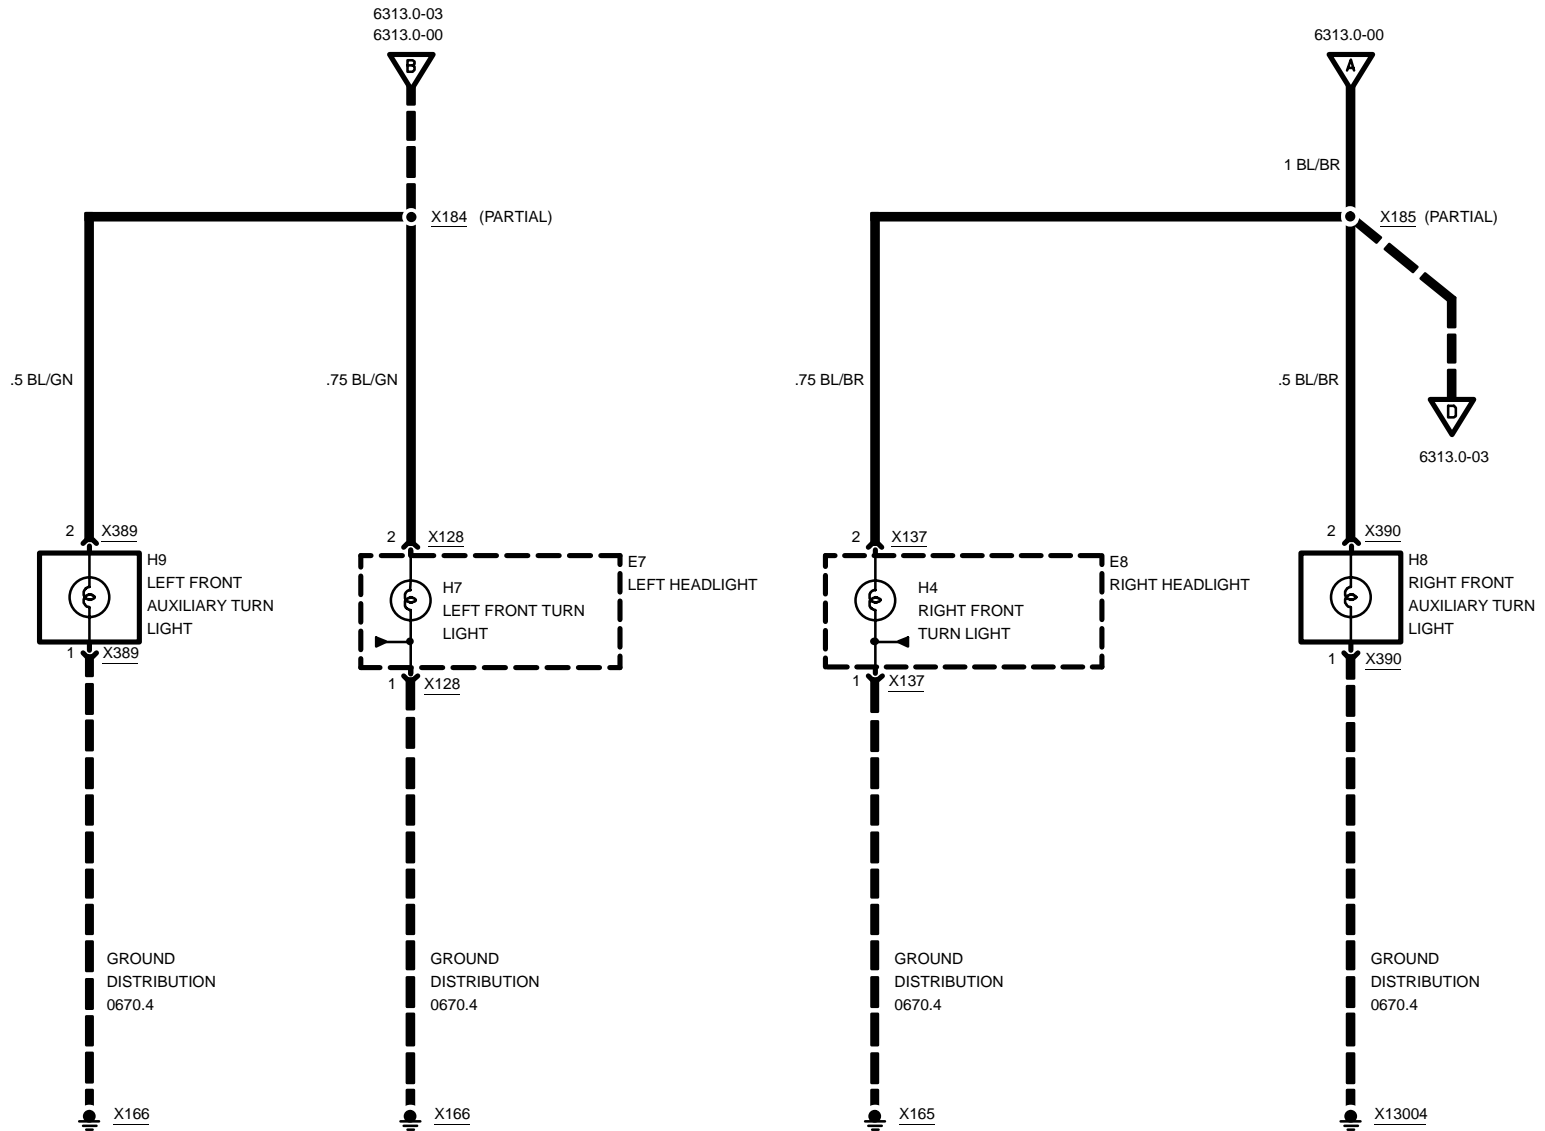 6313.0-03
6313.0-00
B
6313.0-00
A
1 BL/BR
X184 (PARTIAL)
X185 (PARTIAL)
.5 BL/GN
.75 BL/GN
.75 BL/BR
.5 BL/BR
D
6313.0-03
2 X389
H9
LEFT FRONT
AUXILIARY TURN
LIGHT
1 X389
2 X128
E7
LEFT HEADLIGHT
H7
LEFT FRONT TURN
LIGHT
1 X128
2 X137
E8
RIGHT HEADLIGHT
H4
RIGHT FRONT
TURN LIGHT
1 X137
2 X390
H8
RIGHT FRONT
AUXILIARY TURN
LIGHT
1 X390
GROUND
DISTRIBUTION
0670.4
GROUND
DISTRIBUTION
0670.4
GROUND
DISTRIBUTION
0670.4
GROUND
DISTRIBUTION
0670.4
X166
X166
X165
X13004